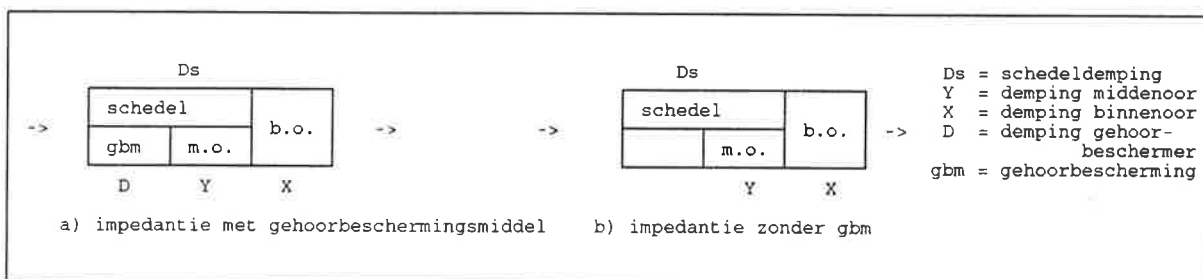 Ds
schedel
-> gbm m.o. b.o. ->
D Y X
a) impedantie met gehoorbeschermingsmiddel
Ds
schedel
-> m.o. b.o. ->
Y X
b) impedantie zonder gbm
Ds = schedeldemping
Y = demping middenoor
X = demping binnenoor
D = demping gehoor-
beschermer
gbm = gehoorbescherming